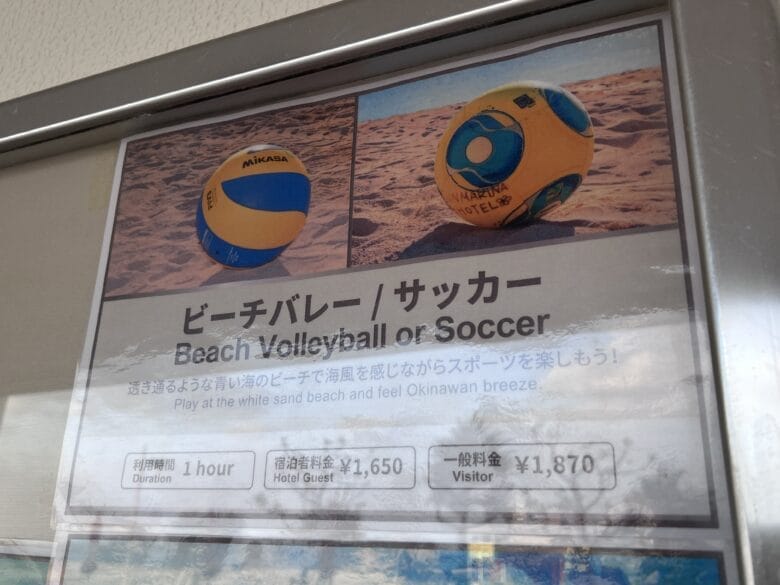 MIKASA
NMARINA
HOTEL
ビーチバレー / サッカー
Beach Volleyball or Soccer
透き通るような青い海のビーチで海風を感じながらスポーツを楽しもう！
Play at the white sand beach and feel Okinawan breeze.
利用時間 1 hour
Duration
宿泊者料金 ¥1,650
Hotel Guest
一般料金 ¥1,870
Visitor